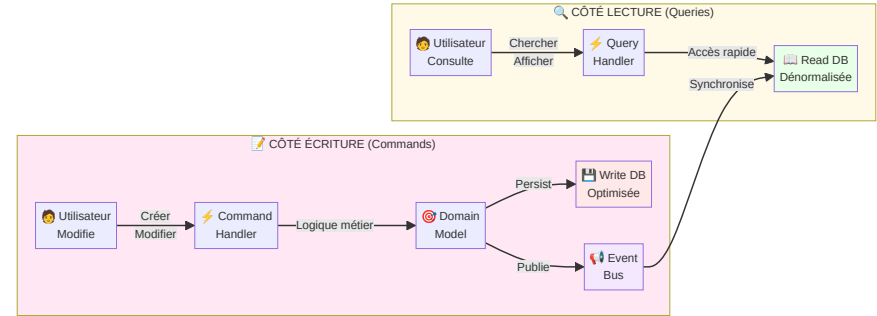 🔍 CÔTÉ LECTURE (Queries)
🧑 Utilisateur
Consulte
Chercher
Afficher
⚡ Query
Handler
Accès rapide
📖 Read DB
Dénormalisée
Synchronise
📝 CÔTÉ ÉCRITURE (Commands)
🧑 Utilisateur
Modifie
Créer
Modifier
⚡ Command
Handler
Logique métier
🎯 Domain
Model
Persist
💾 Write DB
Optimisée
Publie
📢 Event
Bus